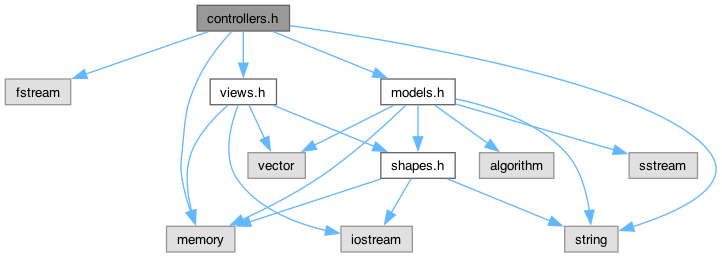 controllers.h
fstream
views.h
models.h
vector
shapes.h
algorithm
sstream
memory
iostream
string